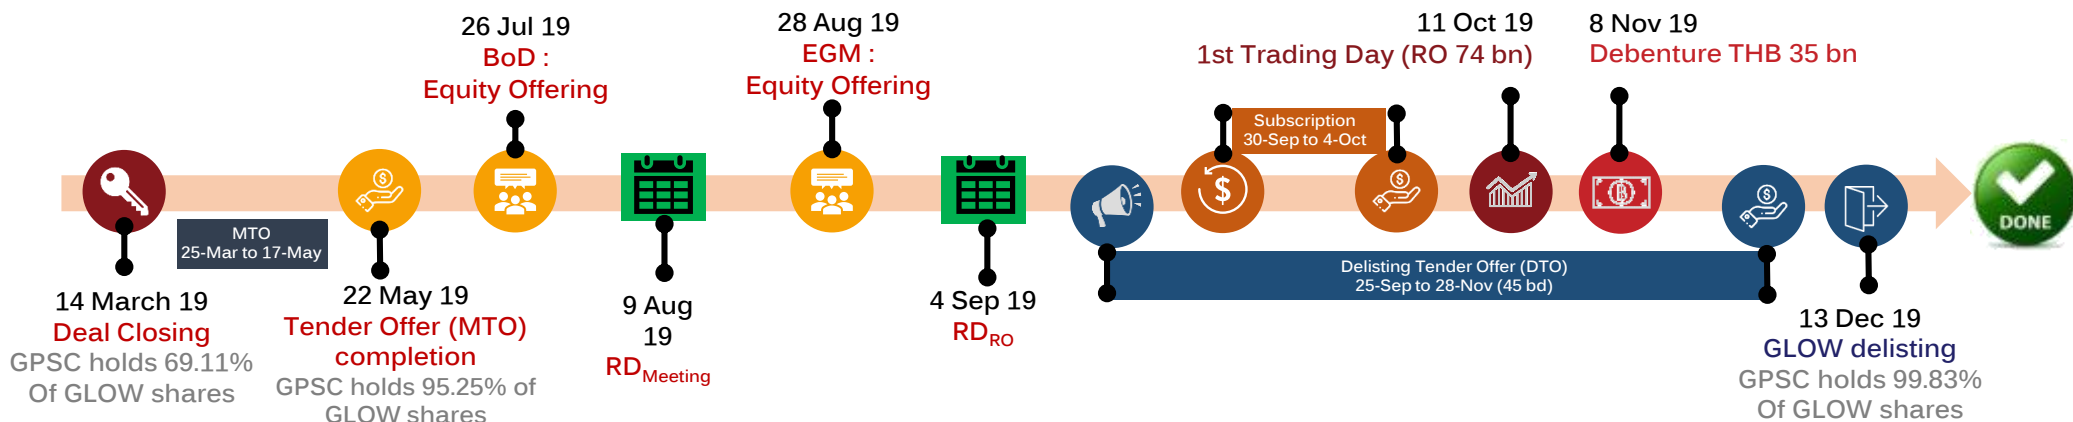 14 March 19
Deal Closing
GPSC holds 69.11%
Of GLOW shares
MTO
25-Mar to 17-May
22 May 19
Tender Offer (MTO)
completion
GPSC holds 95.25% of
GLOW shares
26 Jul 19
BoD :
Equity Offering
9 Aug
19
RDMeeting
28 Aug 19
EGM :
Equity Offering
4 Sep 19
RDRO
Delisting Tender Offer (DTO)
25-Sep to 28-Nov (45 bd)
Subscription
30-Sep to 4-Oct
11 Oct 19
1st Trading Day (RO 74 bn)
8 Nov 19
Debenture THB 35 bn
13 Dec 19
GLOW delisting
GPSC holds 99.83%
Of GLOW shares
DONE